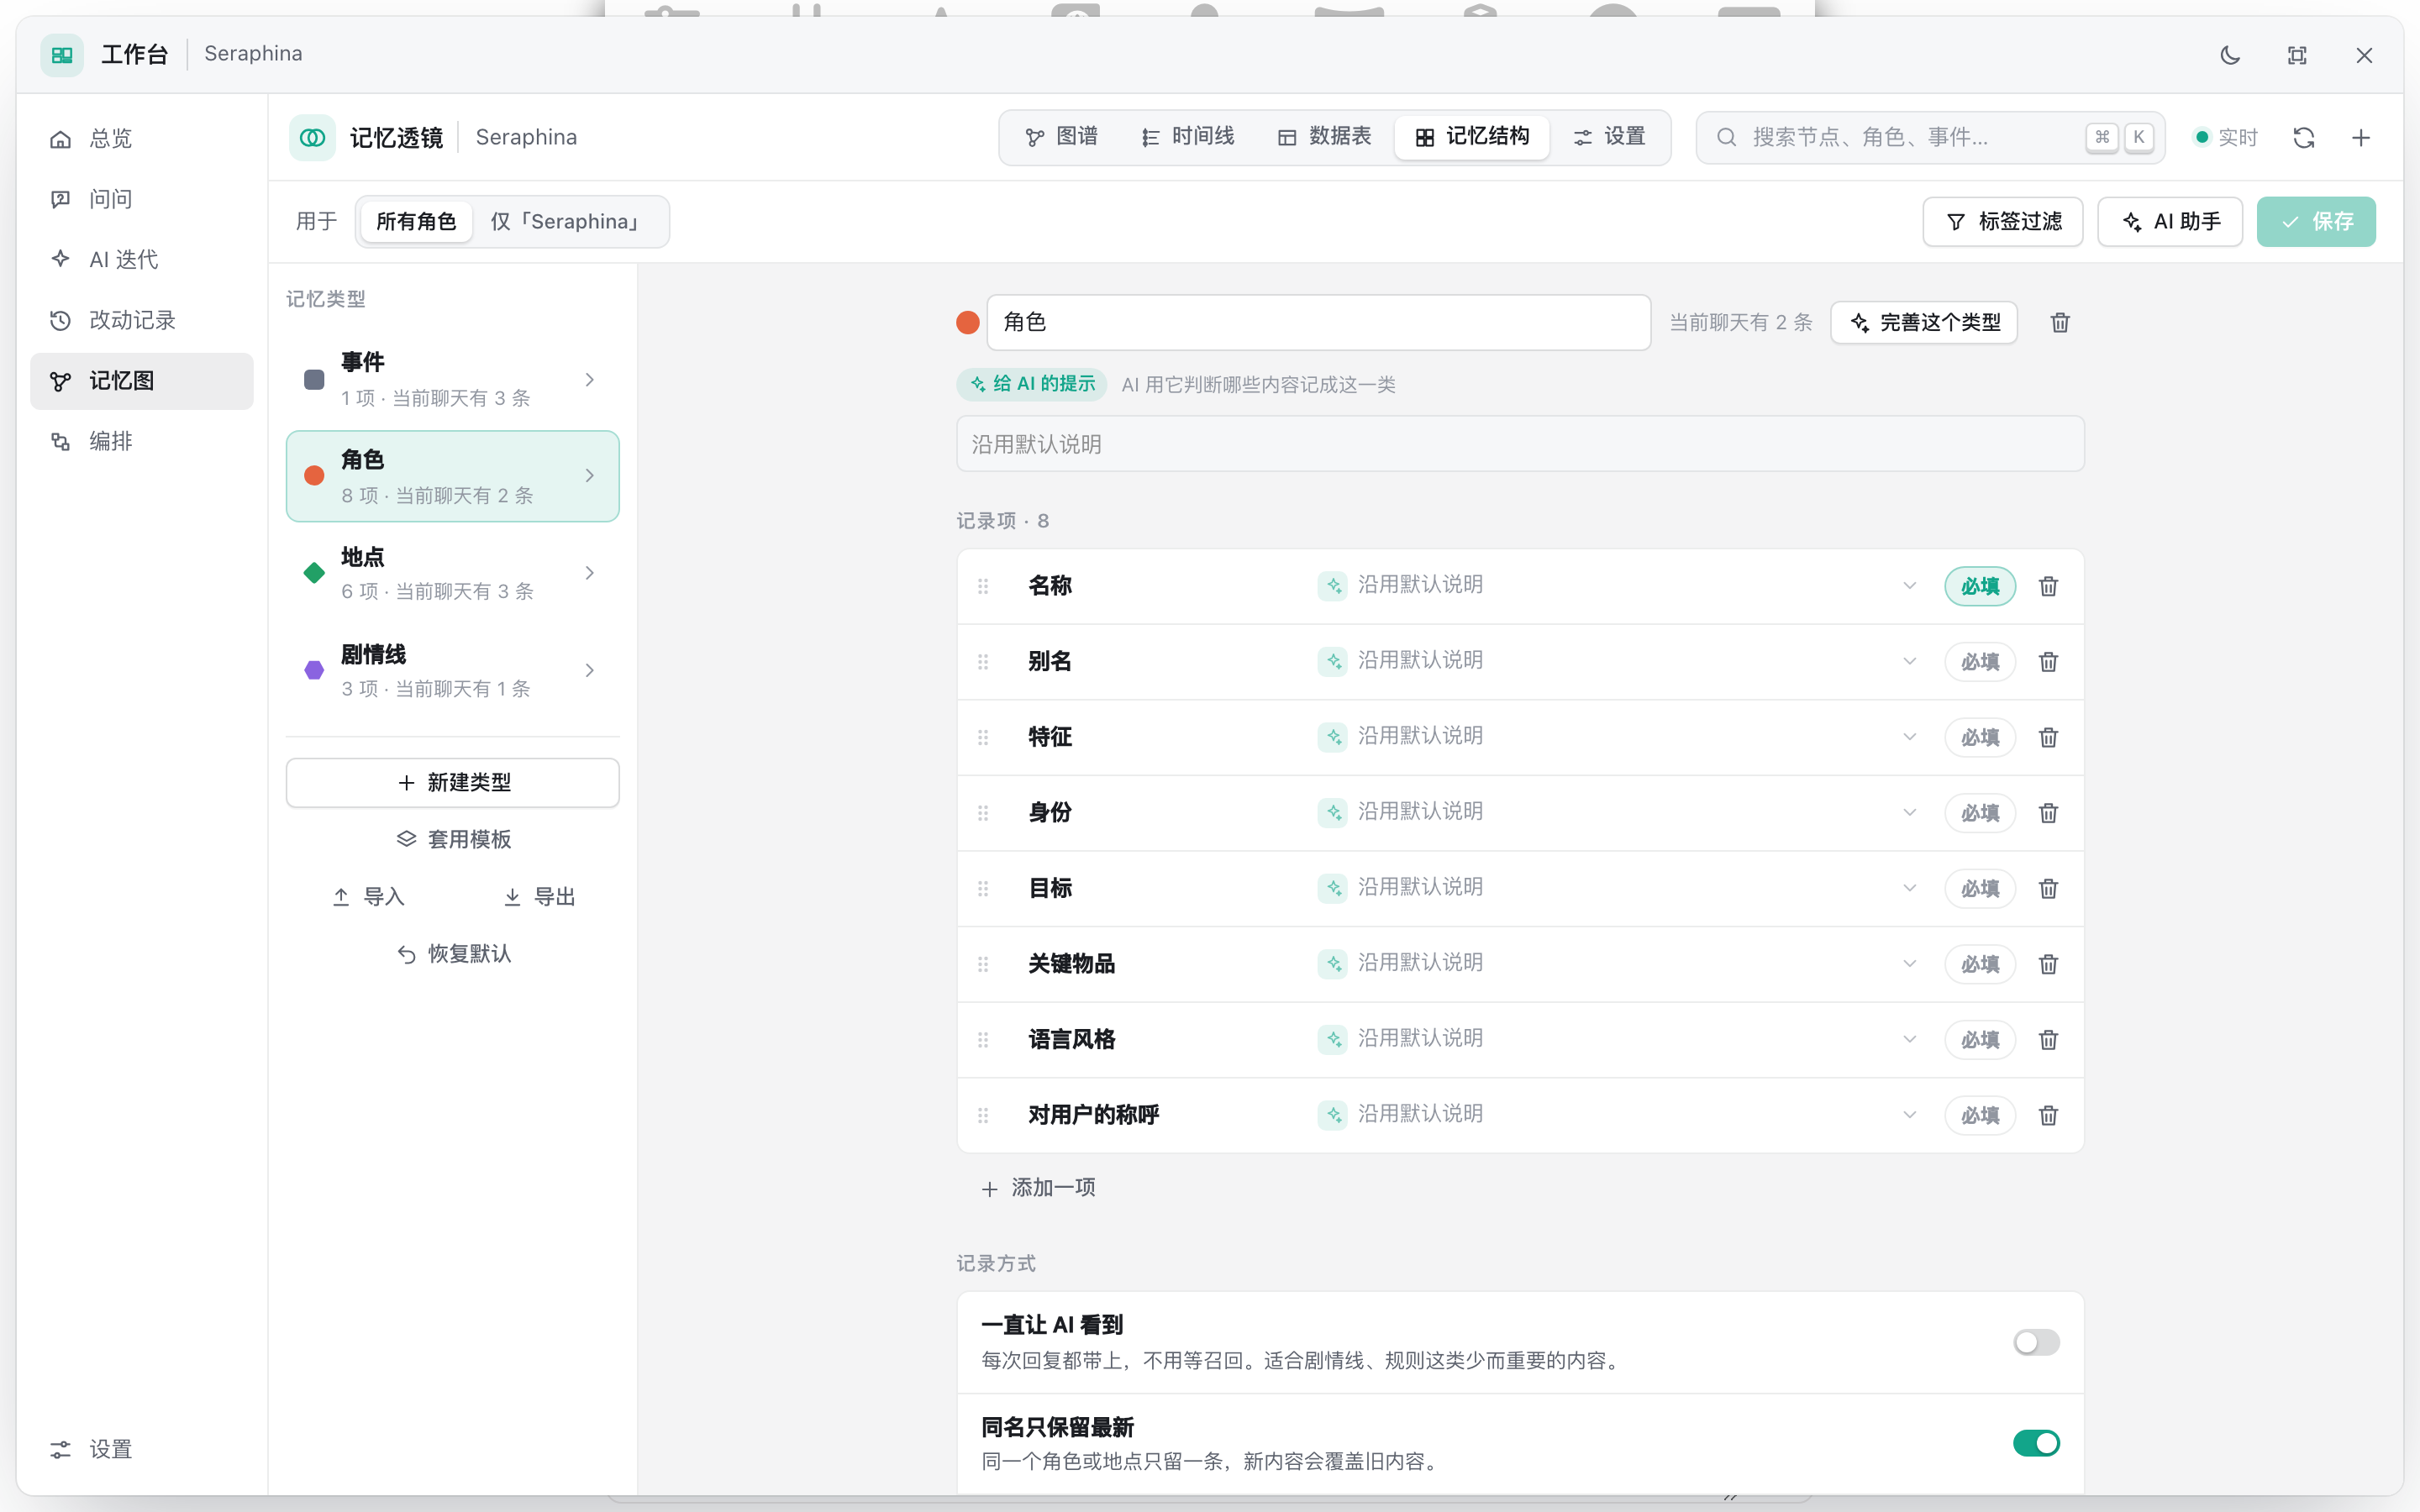 工作台
Seraphina
总览
问问
AI 迭代
改动记录
记忆图
编排
设置
记忆透镜
Seraphina
图谱
时间线
数据表
记忆结构
设置
搜索节点、角色、事件...
⌘ K
实时
用于
所有角色
仅「Seraphina」
标签过滤
AI 助手
保存
记忆类型
事件
1 项 · 当前聊天有 3 条
角色
8 项 · 当前聊天有 2 条
地点
6 项 · 当前聊天有 3 条
剧情线
3 项 · 当前聊天有 1 条
新建类型
套用模板
导入
导出
恢复默认
角色
当前聊天有 2 条
完善这个类型
给 AI 的提示
AI 用它判断哪些内容记成这一类
沿用默认说明
记录项 · 8
名称 沿用默认说明 必填
别名 沿用默认说明 必填
特征 沿用默认说明 必填
身份 沿用默认说明 必填
目标 沿用默认说明 必填
关键物品 沿用默认说明 必填
语言风格 沿用默认说明 必填
对用户的称呼 沿用默认说明 必填
添加一项
记录方式
一直让 AI 看到
每次回复都带上，不用等召回。适合剧情线、规则这类少而重要的内容。
同名只保留最新
同一个角色或地点只留一条，新内容会覆盖旧内容。